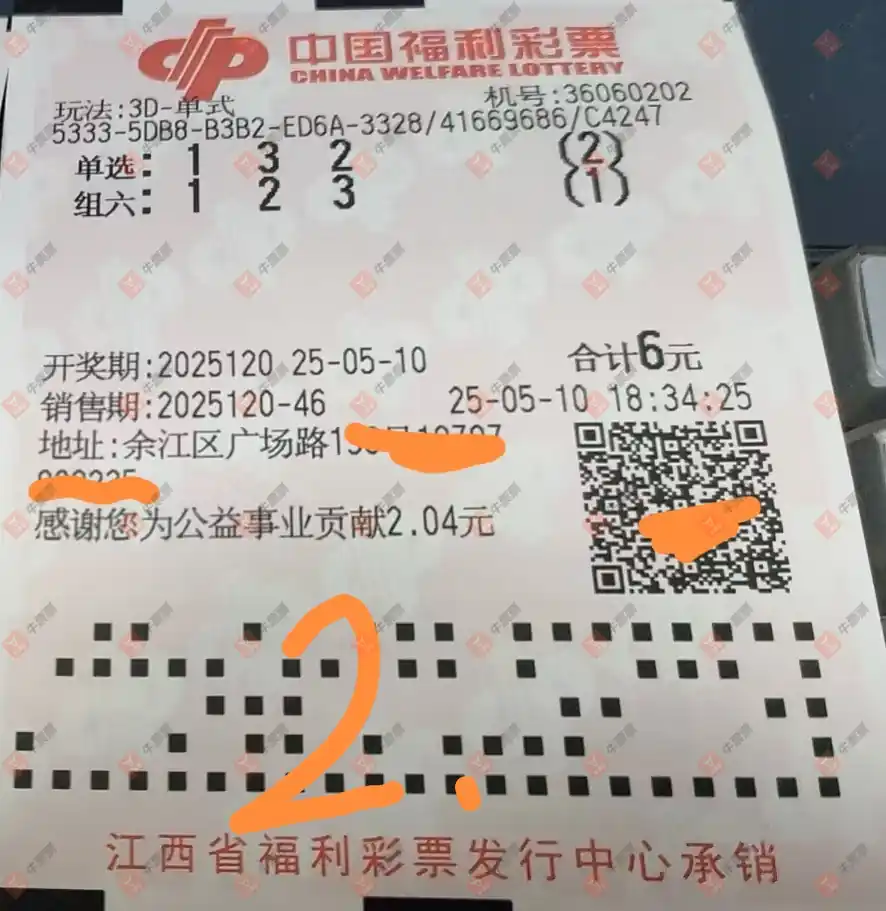 中国福利彩票
CHINA WELFARE LOTTERY
玩法:3D-单式 机号:36060202
5333-5DB8-B3B2-ED6A-3328/41669686/C4247
单选: 1 3 2 (2)
组六: 1 2 3 (1)
开奖期:2025120 25-05-10 合计6元
销售期:2025120-46 25-05-10 18:34:25
地址:余江区广场路
感谢您为公益事业贡献2.04元
2.
江西省福利彩票发行中心承销
牛票票